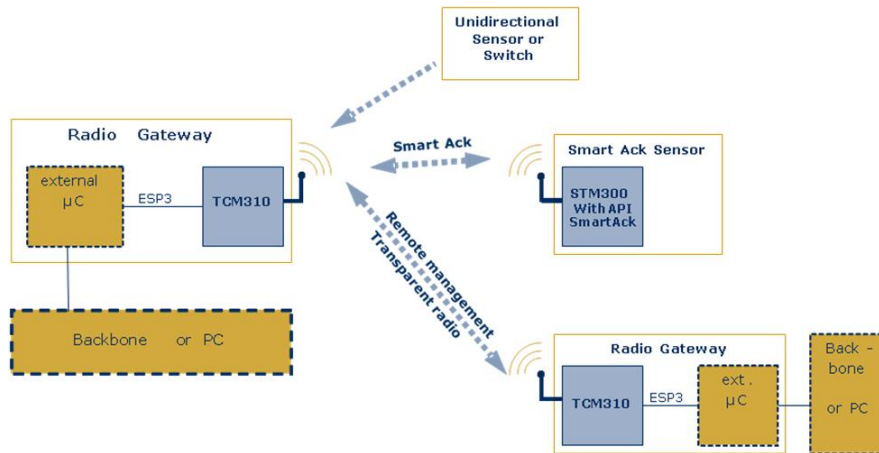 Unidirectional
Sensor or
Switch
Radio Gateway
external
µC
ESP3
TCM310
Smart Ack
Smart Ack Sensor
STM300
With API
SmartAck
Remote management
Transparent radio
Backbone or PC
Radio Gateway
TCM310
ESP3
ext.
µC
Back -
bone
or PC